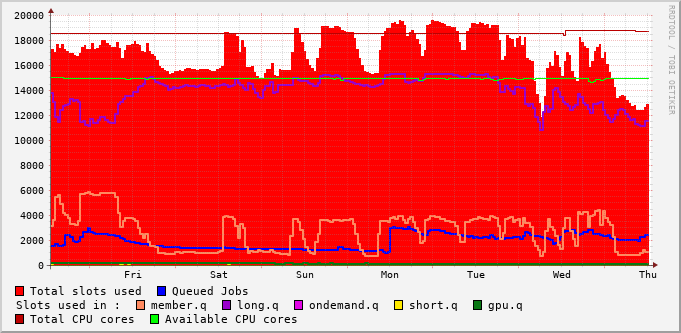 20000
18000
16000
14000
12000
10000
8000
6000
4000
2000
0
Fri Sat Sun Mon Tue Wed Thu
RRDTOOL / TOBI OETIKER
Total slots used Queued Jobs
Slots used in : member.q long.q ondemand.q short.q gpu.q
Total CPU cores Available CPU cores